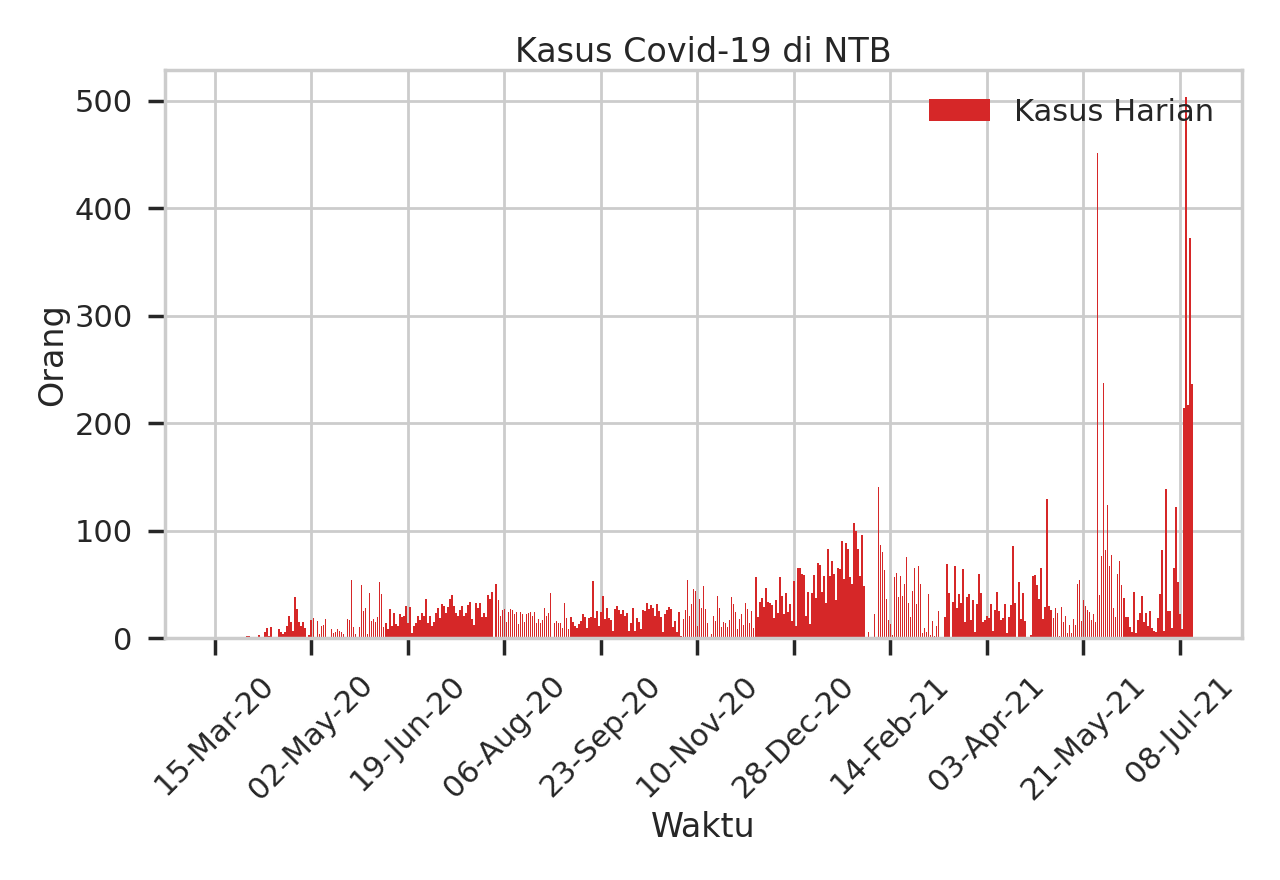 Kasus Covid-19 di NTB
Kasus Harian
500
400
300
200
100
0
Orang
15-Mar-20
02-May-20
19-Jun-20
06-Aug-20
23-Sep-20
10-Nov-20
28-Dec-20
14-Feb-21
03-Apr-21
21-May-21
08-Jul-21
Waktu